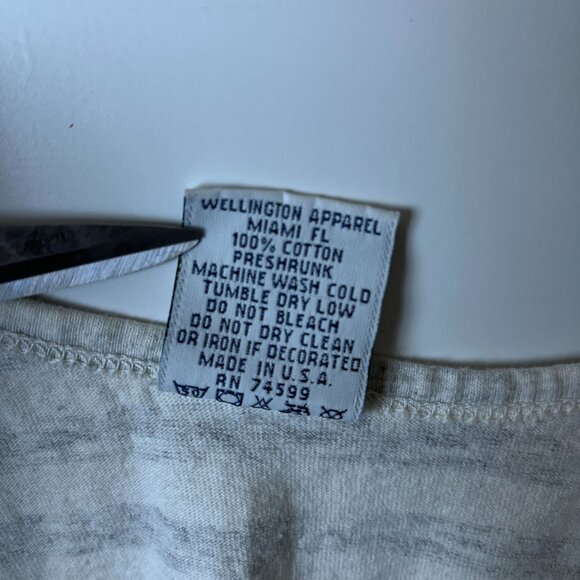 WELLINGTON APPAREL
MIAMI FL
100% COTTON
PRESHRUNK
MACHINE WASH COLD
TUMBLE DRY LOW
DO NOT BLEACH
DO NOT DRY CLEAN
OR IRON IF DECORATED
MADE IN U.S.A.
RN 74599